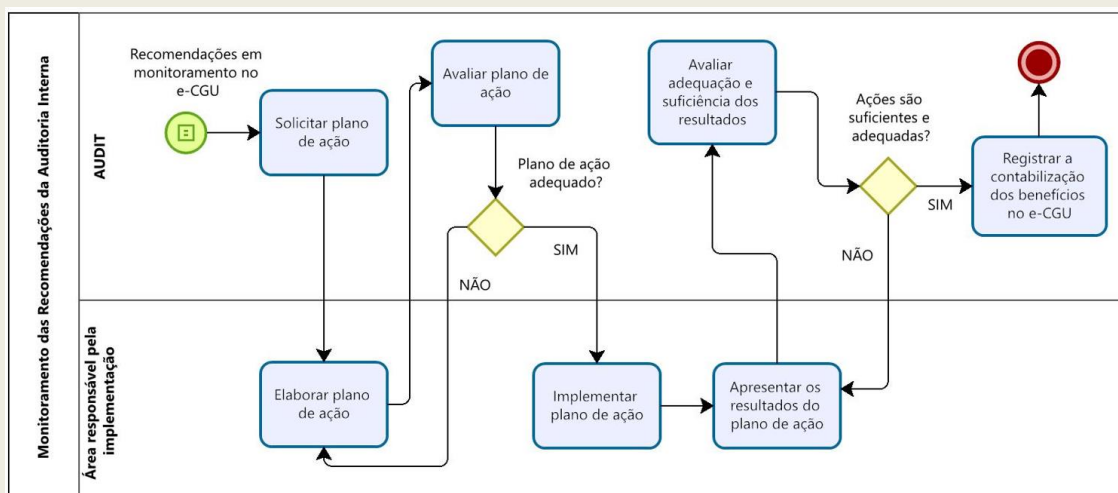 Monitoramento das Recomendações da Auditoria Interna
AUDIT
Recomendações em
monitoramento no
e-CGU
Solicitar plano
de ação
Avaliar plano de
ação
Plano de ação
adequado?
SIM
NÃO
Avaliar
adequação e
suficiência dos
resultados
Ações são
suficientes e
adequadas?
SIM
NÃO
Registrar a
contabilização
dos benefícios
no e-CGU
Área responsável pela
implementação
Elaborar plano
de ação
Implementar
plano de ação
Apresentar os
resultados do
plano de ação